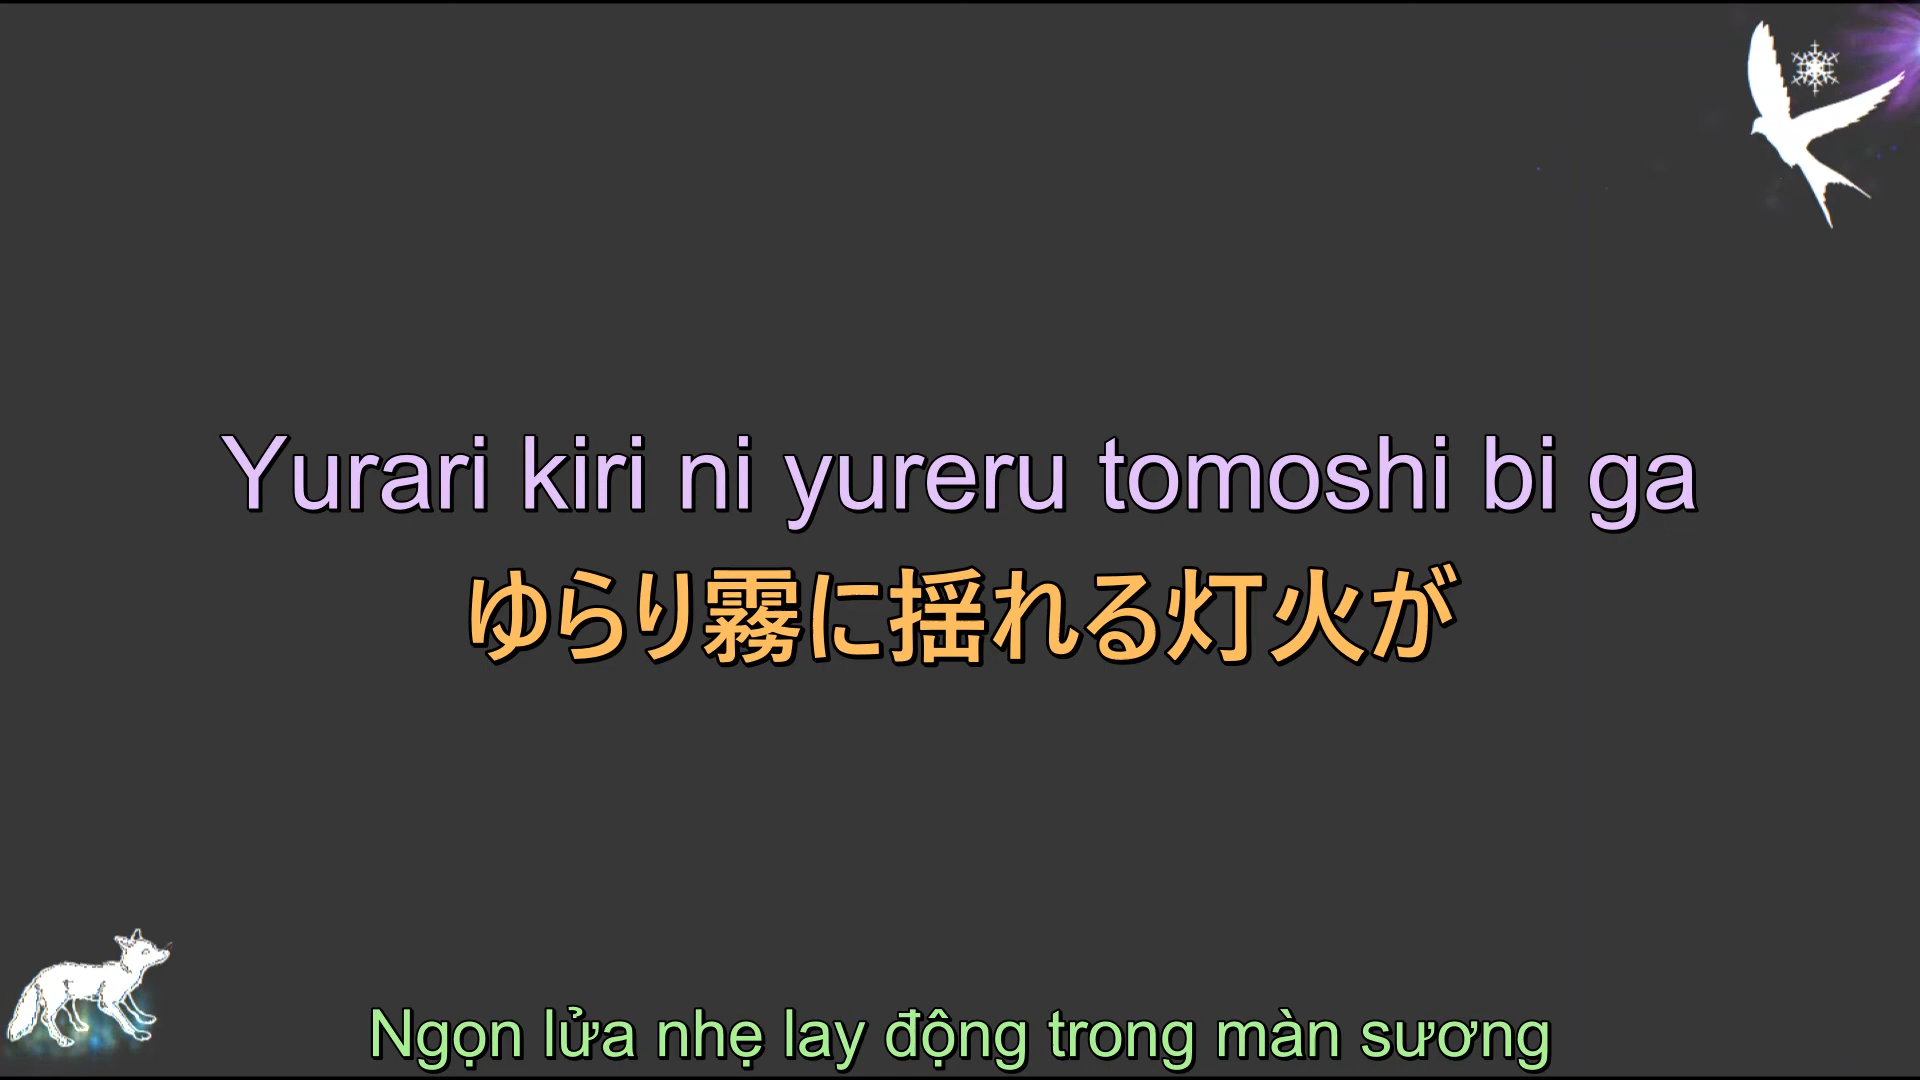 Yurari kiri ni yureru tomoshi bi ga
ゆらり霧に揺れる灯火が
Ngọn lửa nhẹ lay động trong màn sương